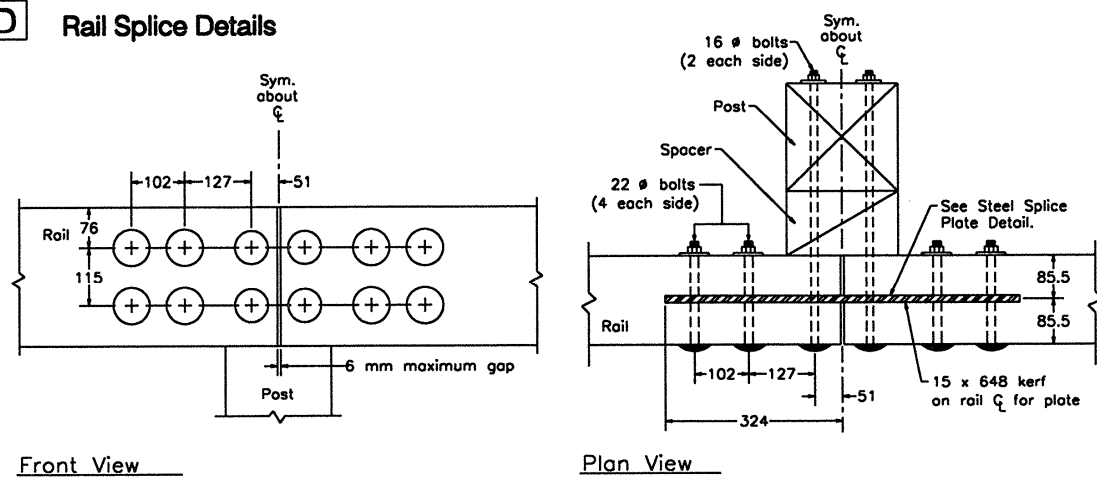 D
Rail Splice Details
Sym.
about
℄
102
127
51
Rail
76
115
6 mm maximum gap
Post
Front View
Sym.
about
℄
16 ø bolts
(2 each side)
Post
Spacer
22 ø bolts
(4 each side)
See Steel Splice
Plate Detail.
85.5
85.5
Rail
102
127
51
324
15 x 648 kerf
on rail ℄ for plate
Plan View